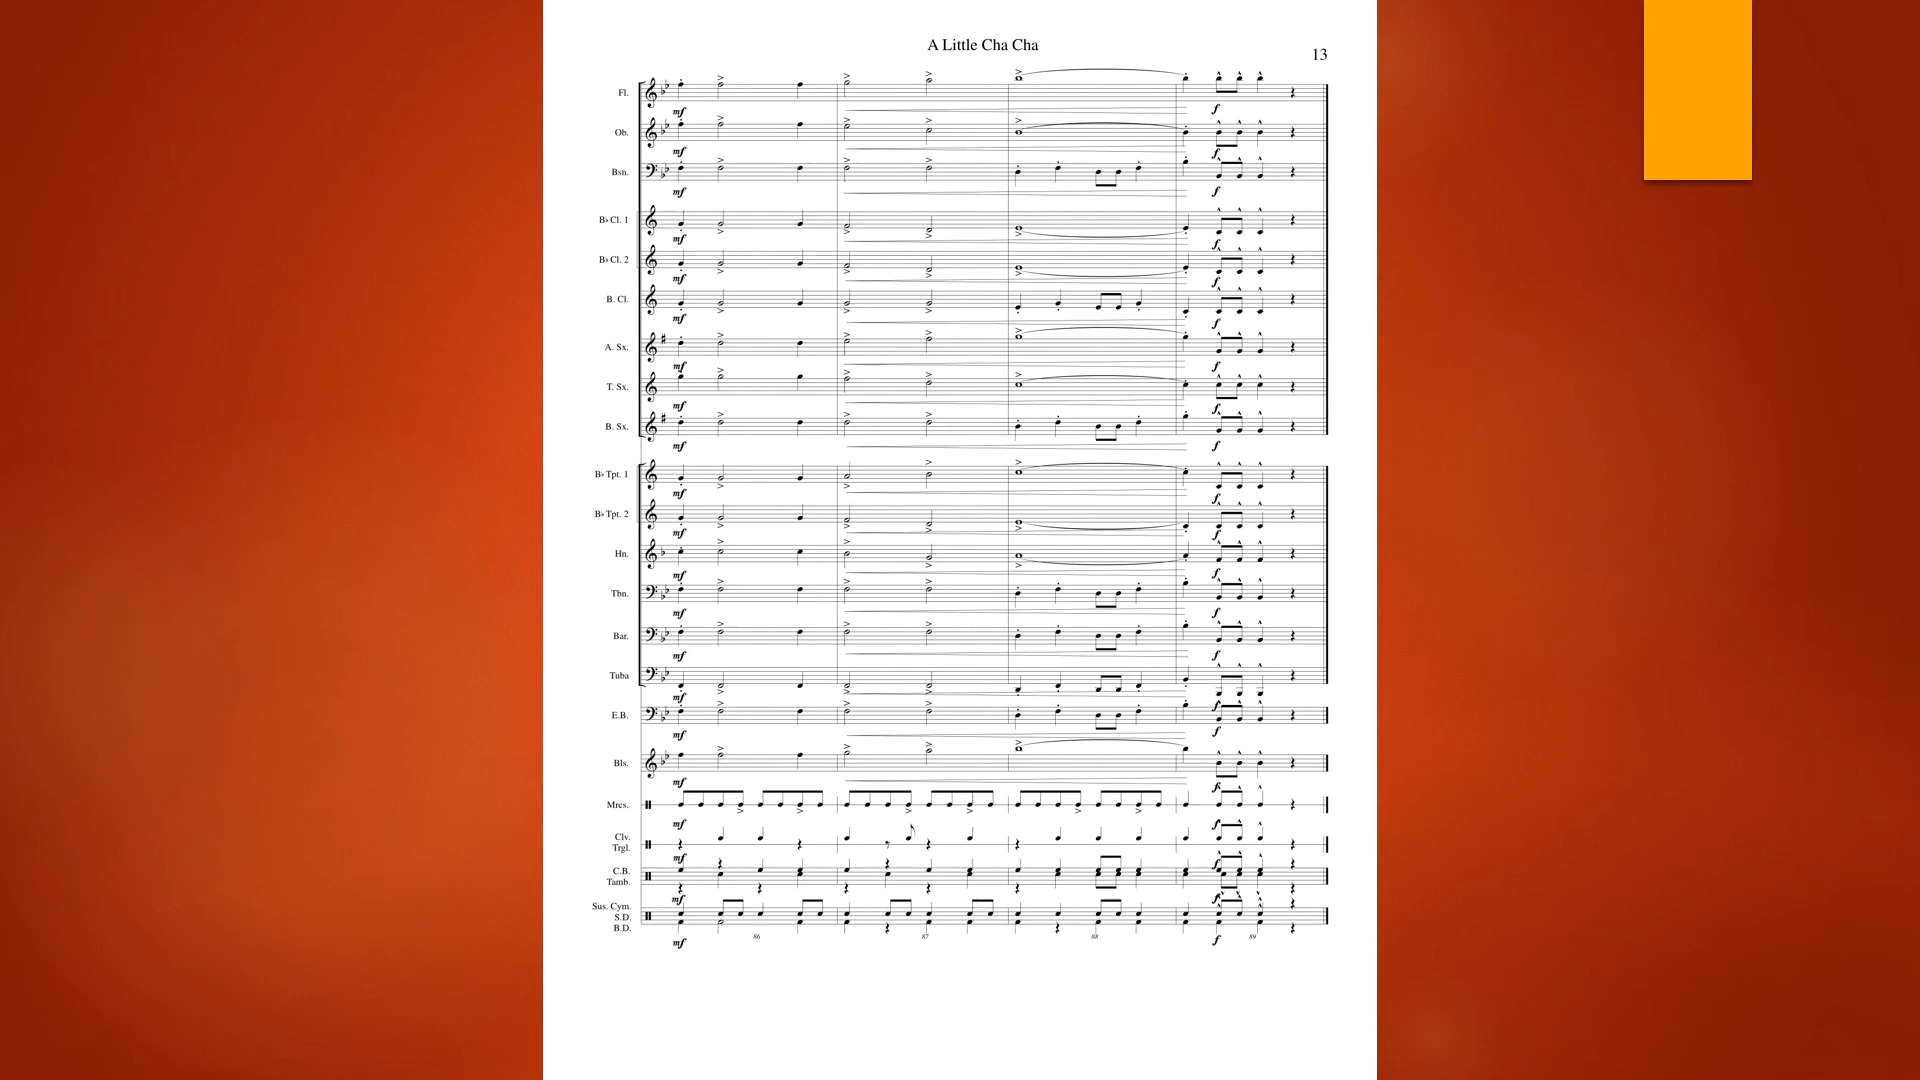 A Little Cha Cha
13
Fl.
mf
f
Ob.
mf
f
Bsn.
mf
f
B♭ Cl. 1
mf
f
B♭ Cl. 2
mf
f
B. Cl.
mf
f
A. Sx.
mf
f
T. Sx.
mf
f
B. Sx.
mf
f
B♭ Tpt. 1
mf
f
B♭ Tpt. 2
mf
f
Hn.
mf
f
Tbn.
mf
f
Bar.
mf
f
Tuba
mf
f
E.B.
mf
f
Bls.
mf
f
Mrcs.
mf
f
Clv.
Trgl.
mf
f
C.B.
Tamb.
mf
f
Sus. Cym.
S.D.
B.D.
mf
f
86 87 88 89